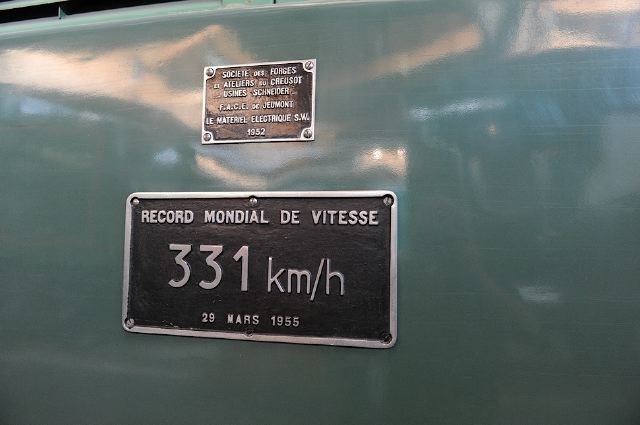 SOCIETE DES FORGES
ET ATELIERS DU CREUSOT
USINES SCHNEIDER
F.A.C.E. DE JEUMONT
LE MATERIEL ELECTRIQUE S.W.
1952
RECORD MONDIAL DE VITESSE
331 km/h
29 MARS 1955